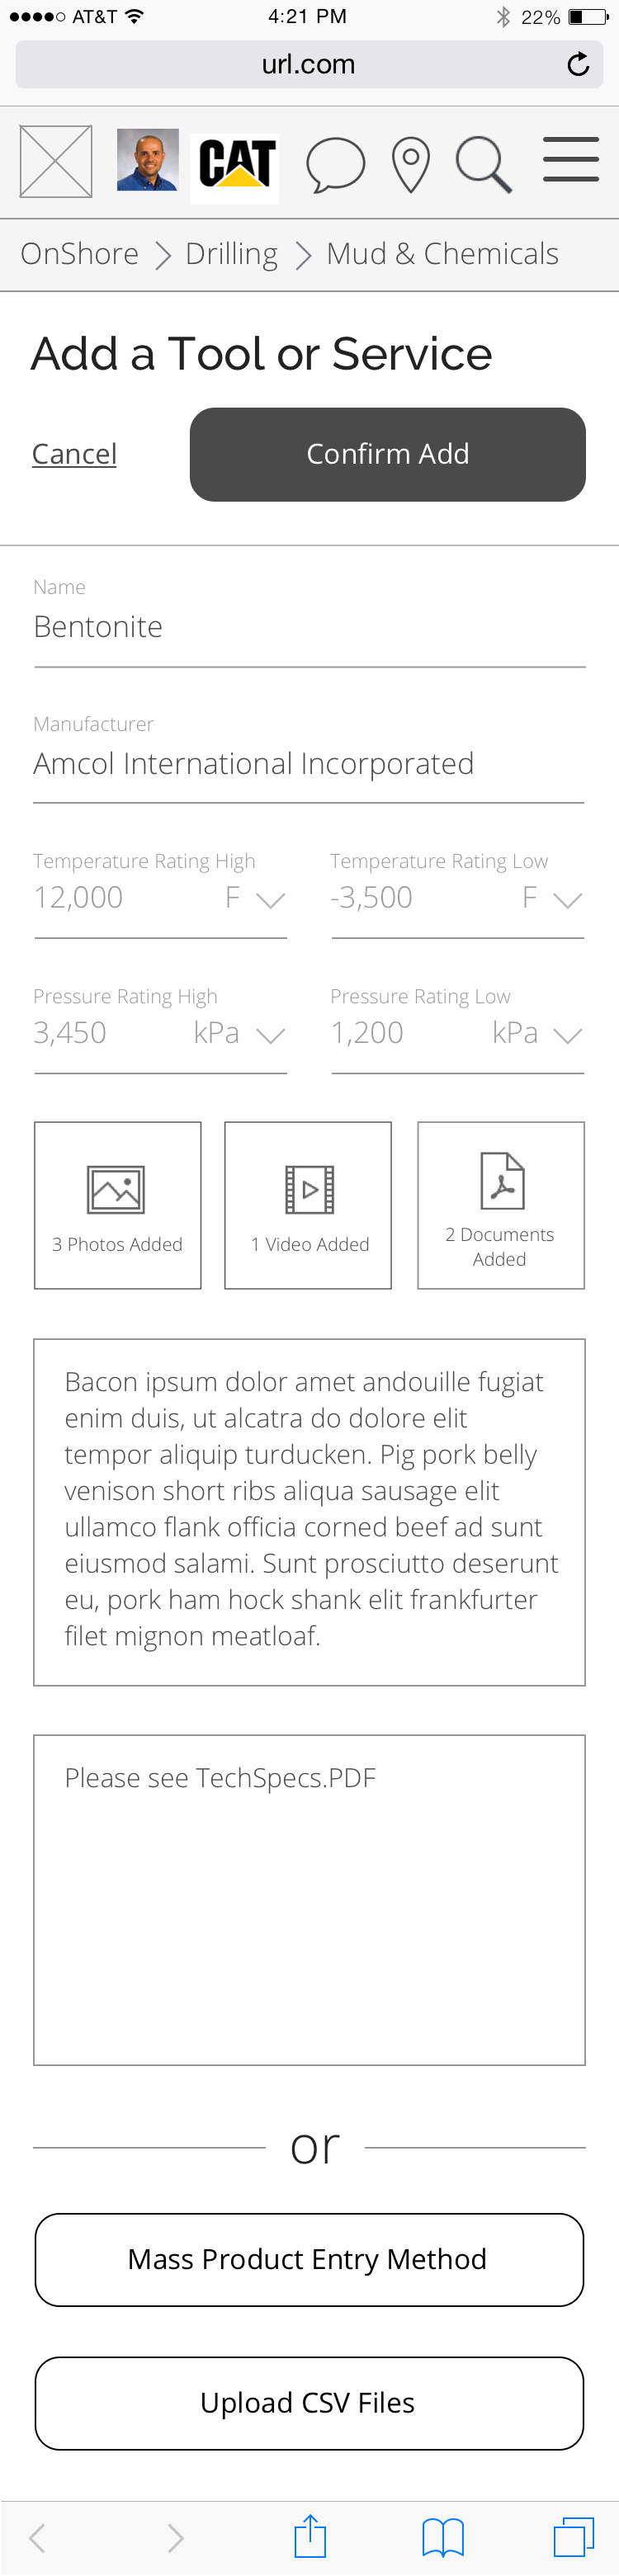 AT&T 4:21 PM 22%
url.com
CAT
OnShore Drilling Mud & Chemicals
Add a Tool or Service
Cancel Confirm Add
Name
Bentonite
Manufacturer
Amcol International Incorporated
Temperature Rating High Temperature Rating Low
12,000 F -3,500 F
Pressure Rating High Pressure Rating Low
3,450 kPa 1,200 kPa
3 Photos Added 1 Video Added 2 Documents
Added
Bacon ipsum dolor amet andouille fugiat
enim duis, ut alcatra do dolore elit
tempor aliquip turducken. Pig pork belly
venison short ribs aliqua sausage elit
ullamco flank officia corned beef ad sunt
eiusmod salami. Sunt prosciutto deserunt
eu, pork ham hock shank elit frankfurter
filet mignon meatloaf.
Please see TechSpecs.PDF
or
Mass Product Entry Method
Upload CSV Files